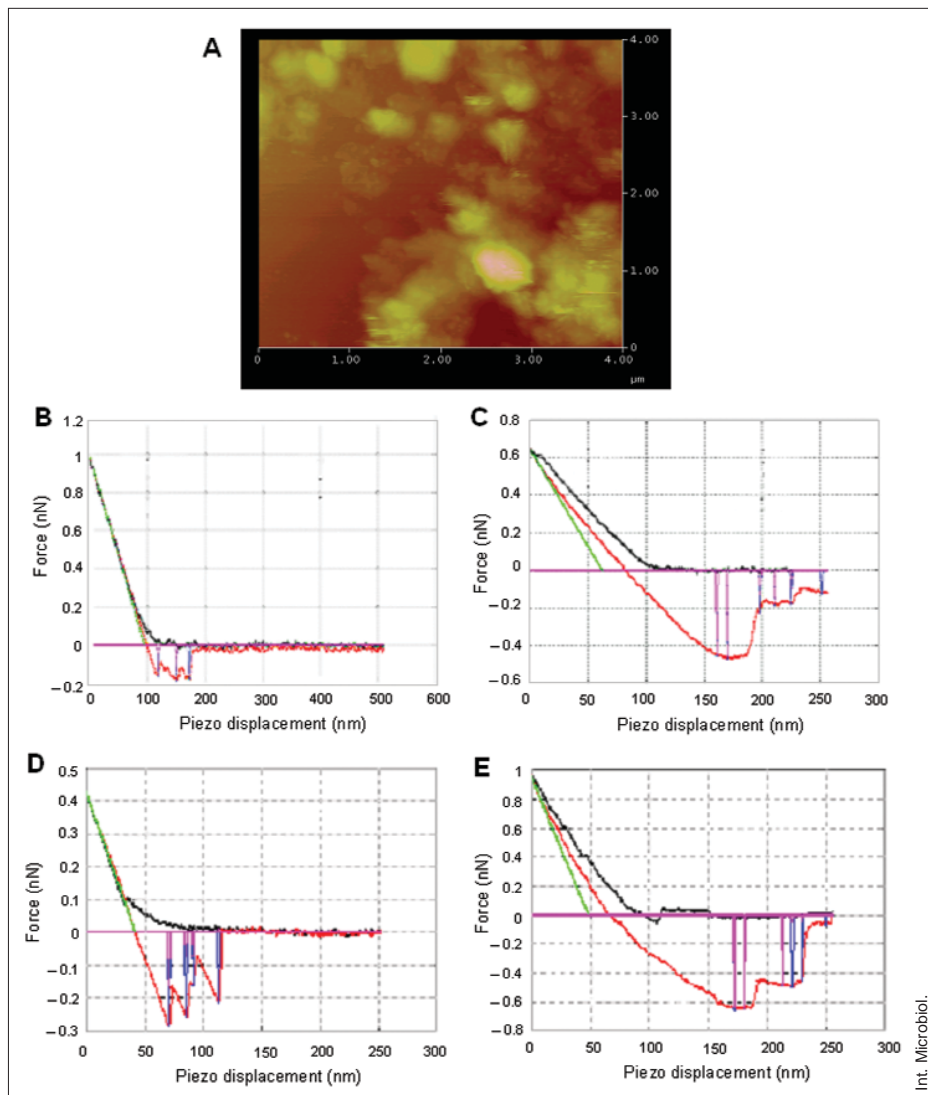 A
4.00
3.00
2.00
1.00
0
0 1.00 2.00 3.00 4.00
µm
B
1.2
1
0.8
0.6
0.4
0.2
0
–0.2
Force (nN)
0 100 200 300 400 500 600
Piezo displacement (nm)
C
0.8
0.6
0.4
0.2
0
–0.2
–0.4
–0.6
Force (nN)
0 50 100 150 200 250 300
Piezo displacement (nm)
D
0.5
0.4
0.3
0.2
0.1
0
–0.1
–0.2
–0.3
Force (nN)
0 50 100 150 200 250 300
Piezo displacement (nm)
E
1
0.8
0.6
0.4
0.2
0
–0.2
–0.4
–0.6
–0.8
Force (nN)
0 50 100 150 200 250 300
Piezo displacement (nm)
Int. Microbiol.